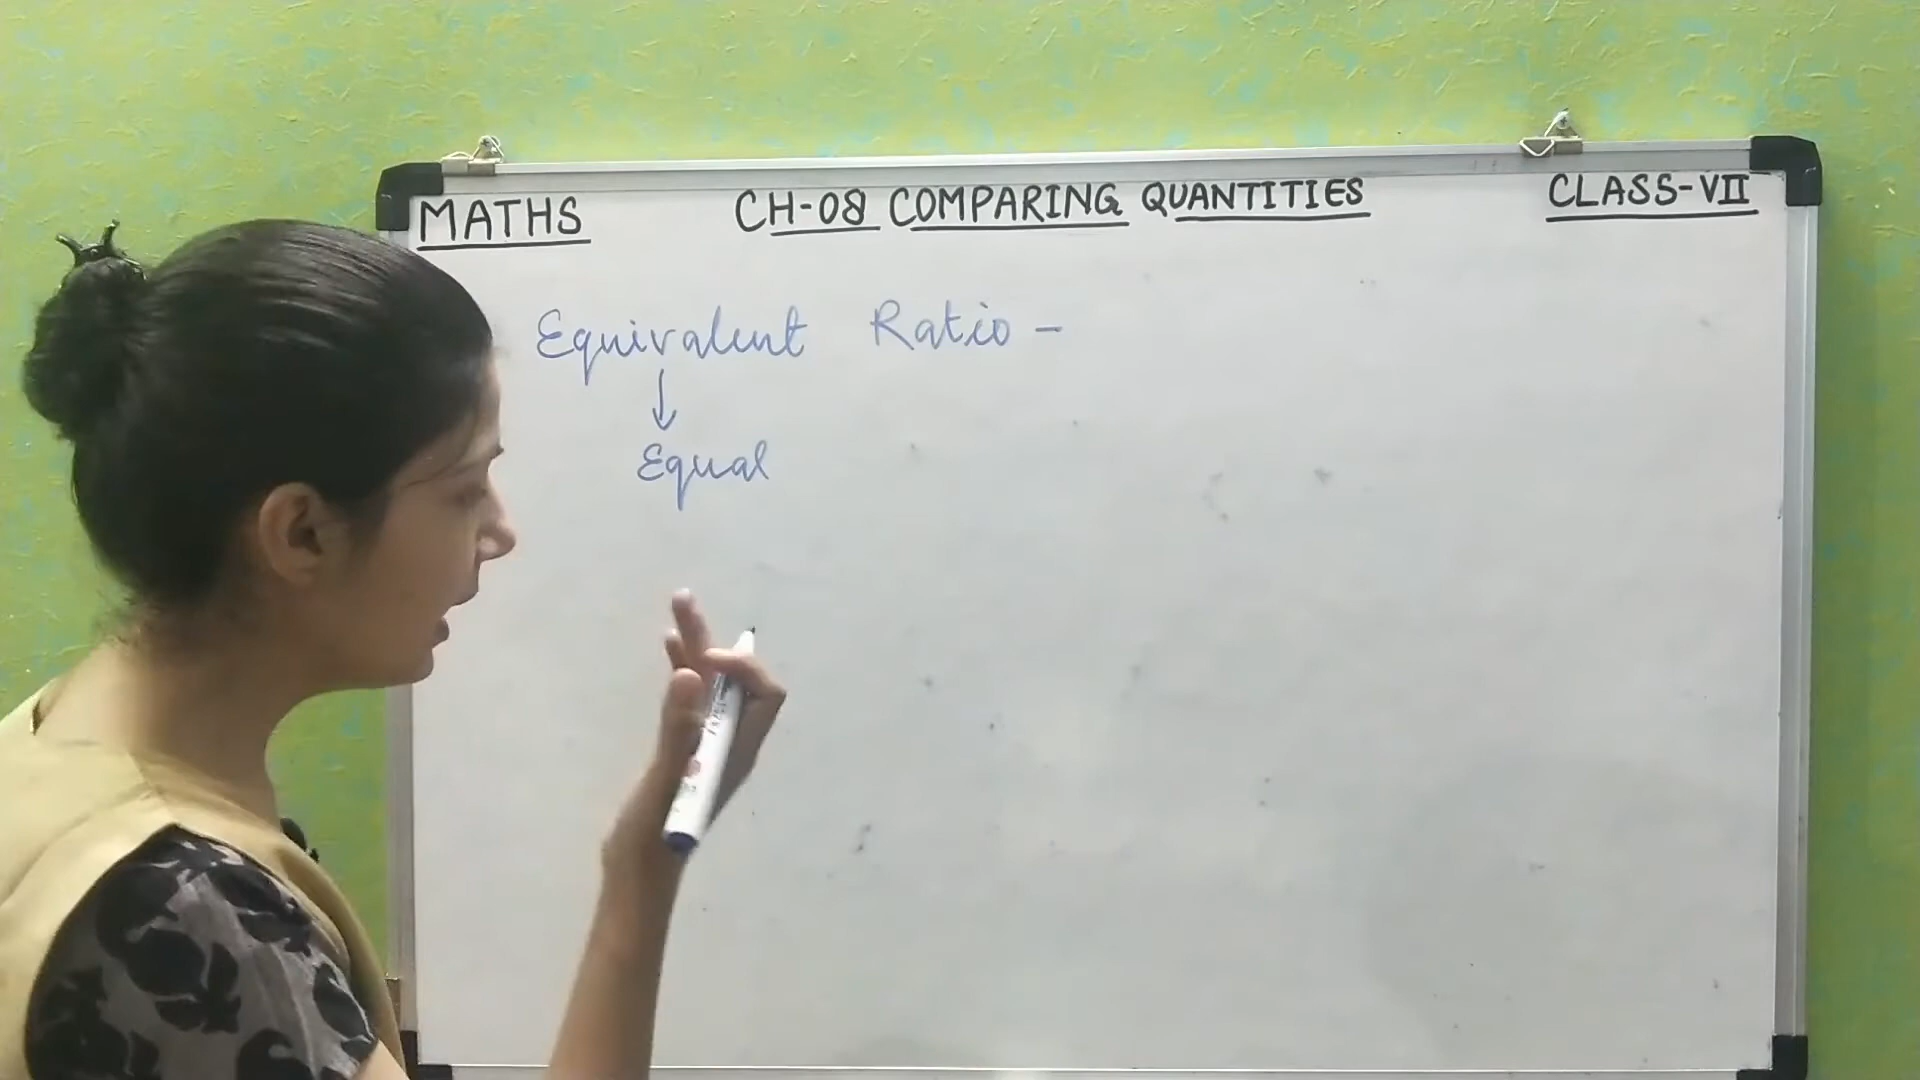 MATHS CH-08 COMPARING QUANTITIES CLASS-VII
Equivalent Ratio -
↓
Equal